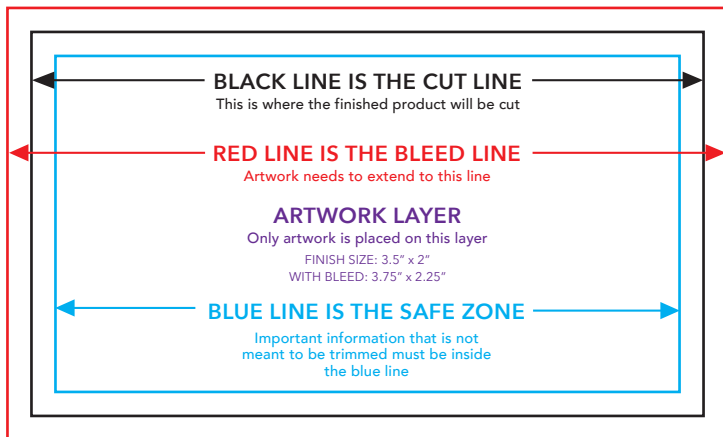 BLACK LINE IS THE CUT LINE
This is where the finished product will be cut
RED LINE IS THE BLEED LINE
Artwork needs to extend to this line
ARTWORK LAYER
Only artwork is placed on this layer
FINISH SIZE: 3.5” x 2”
WITH BLEED: 3.75” x 2.25”
BLUE LINE IS THE SAFE ZONE
Important information that is not
meant to be trimmed must be inside
the blue line